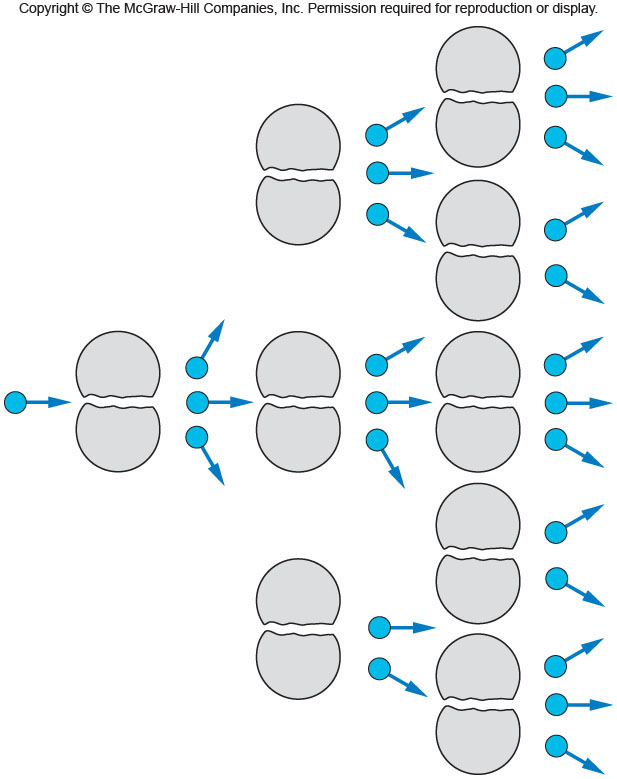 Copyright © The McGraw-Hill Companies, Inc. Permission required for reproduction or display.